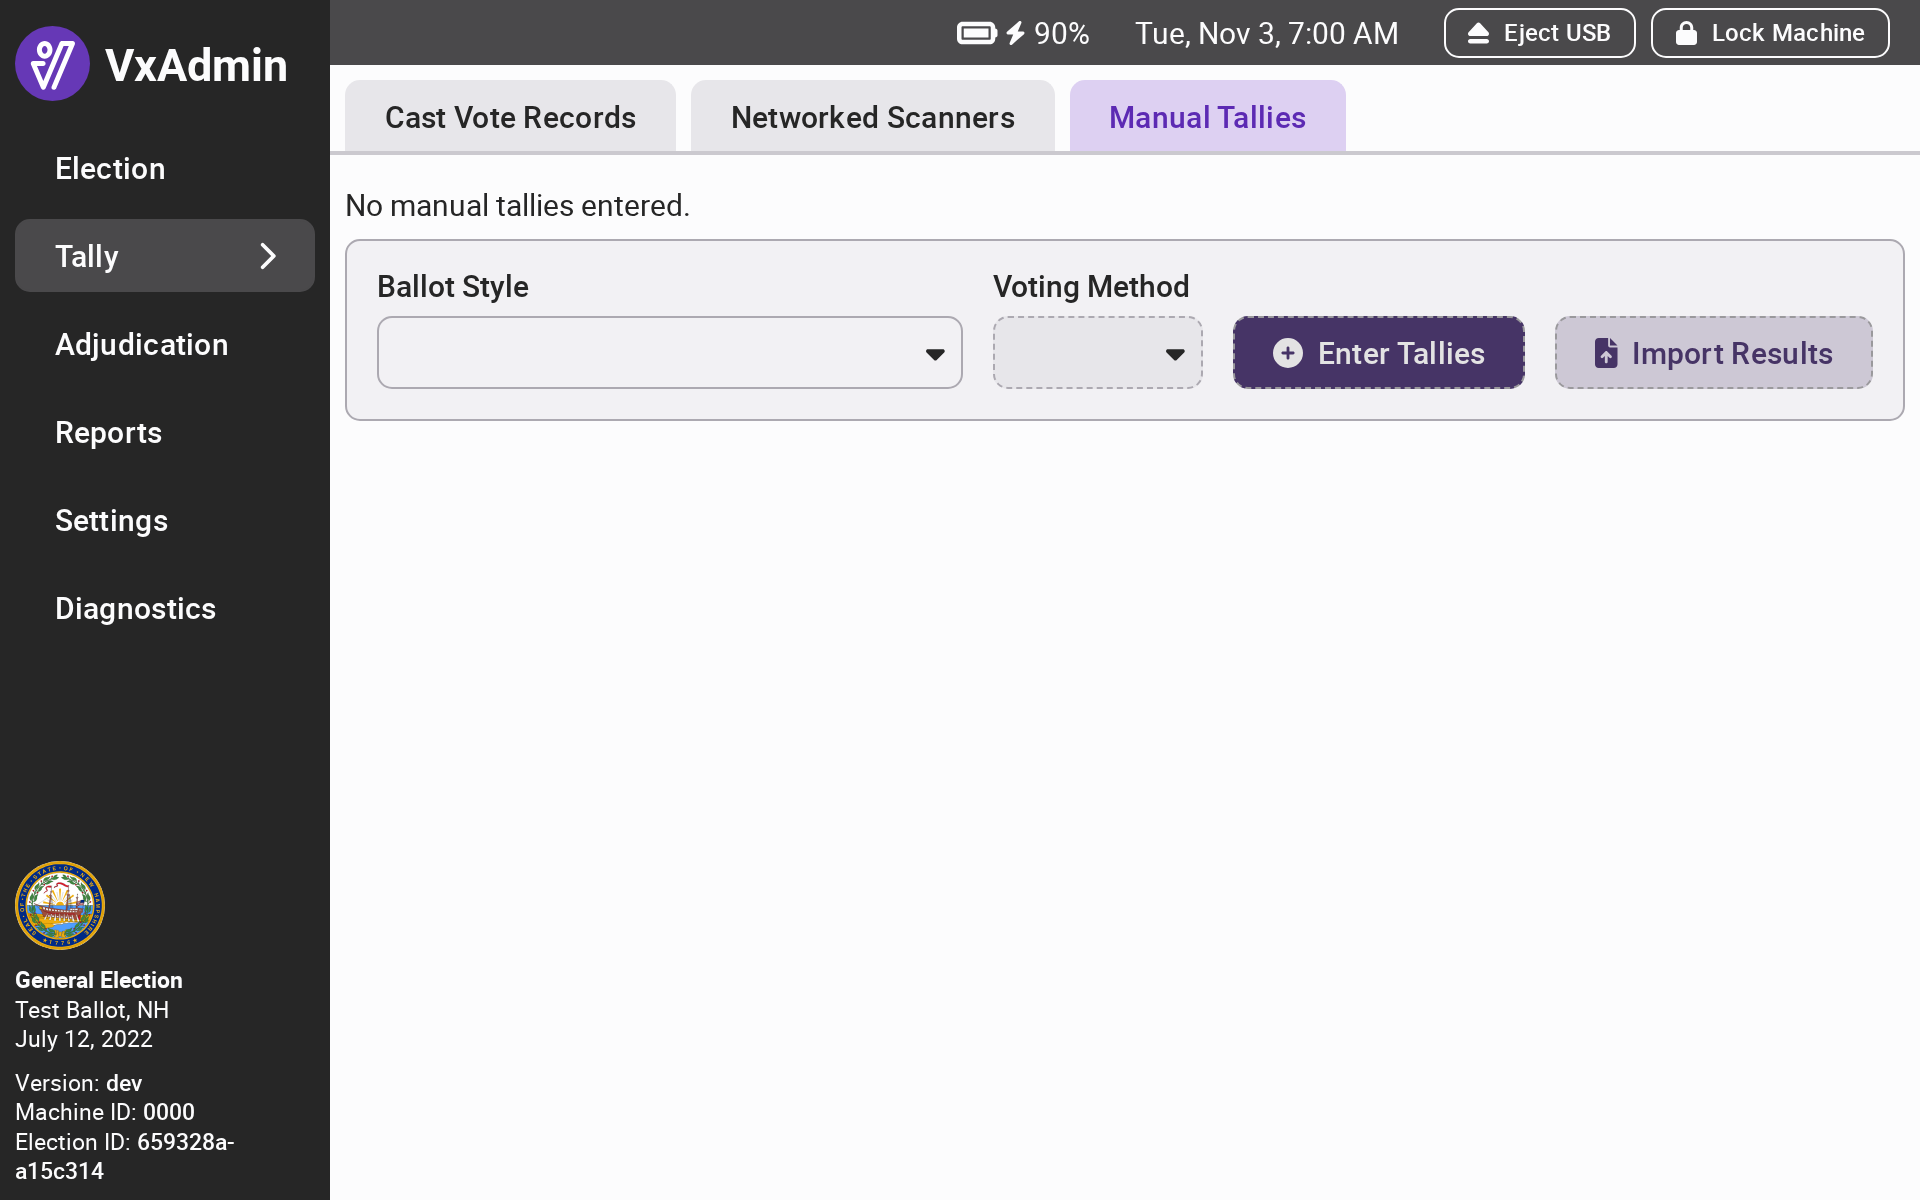 VxAdmin
Election
Tally
Adjudication
Reports
Settings
Diagnostics
General Election
Test Ballot, NH
July 12, 2022
Version: dev
Machine ID: 0000
Election ID: 659328a-
a15c314
90%
Tue, Nov 3, 7:00 AM
Eject USB
Lock Machine
Cast Vote Records
Networked Scanners
Manual Tallies
No manual tallies entered.
Ballot Style
Voting Method
Enter Tallies
Import Results